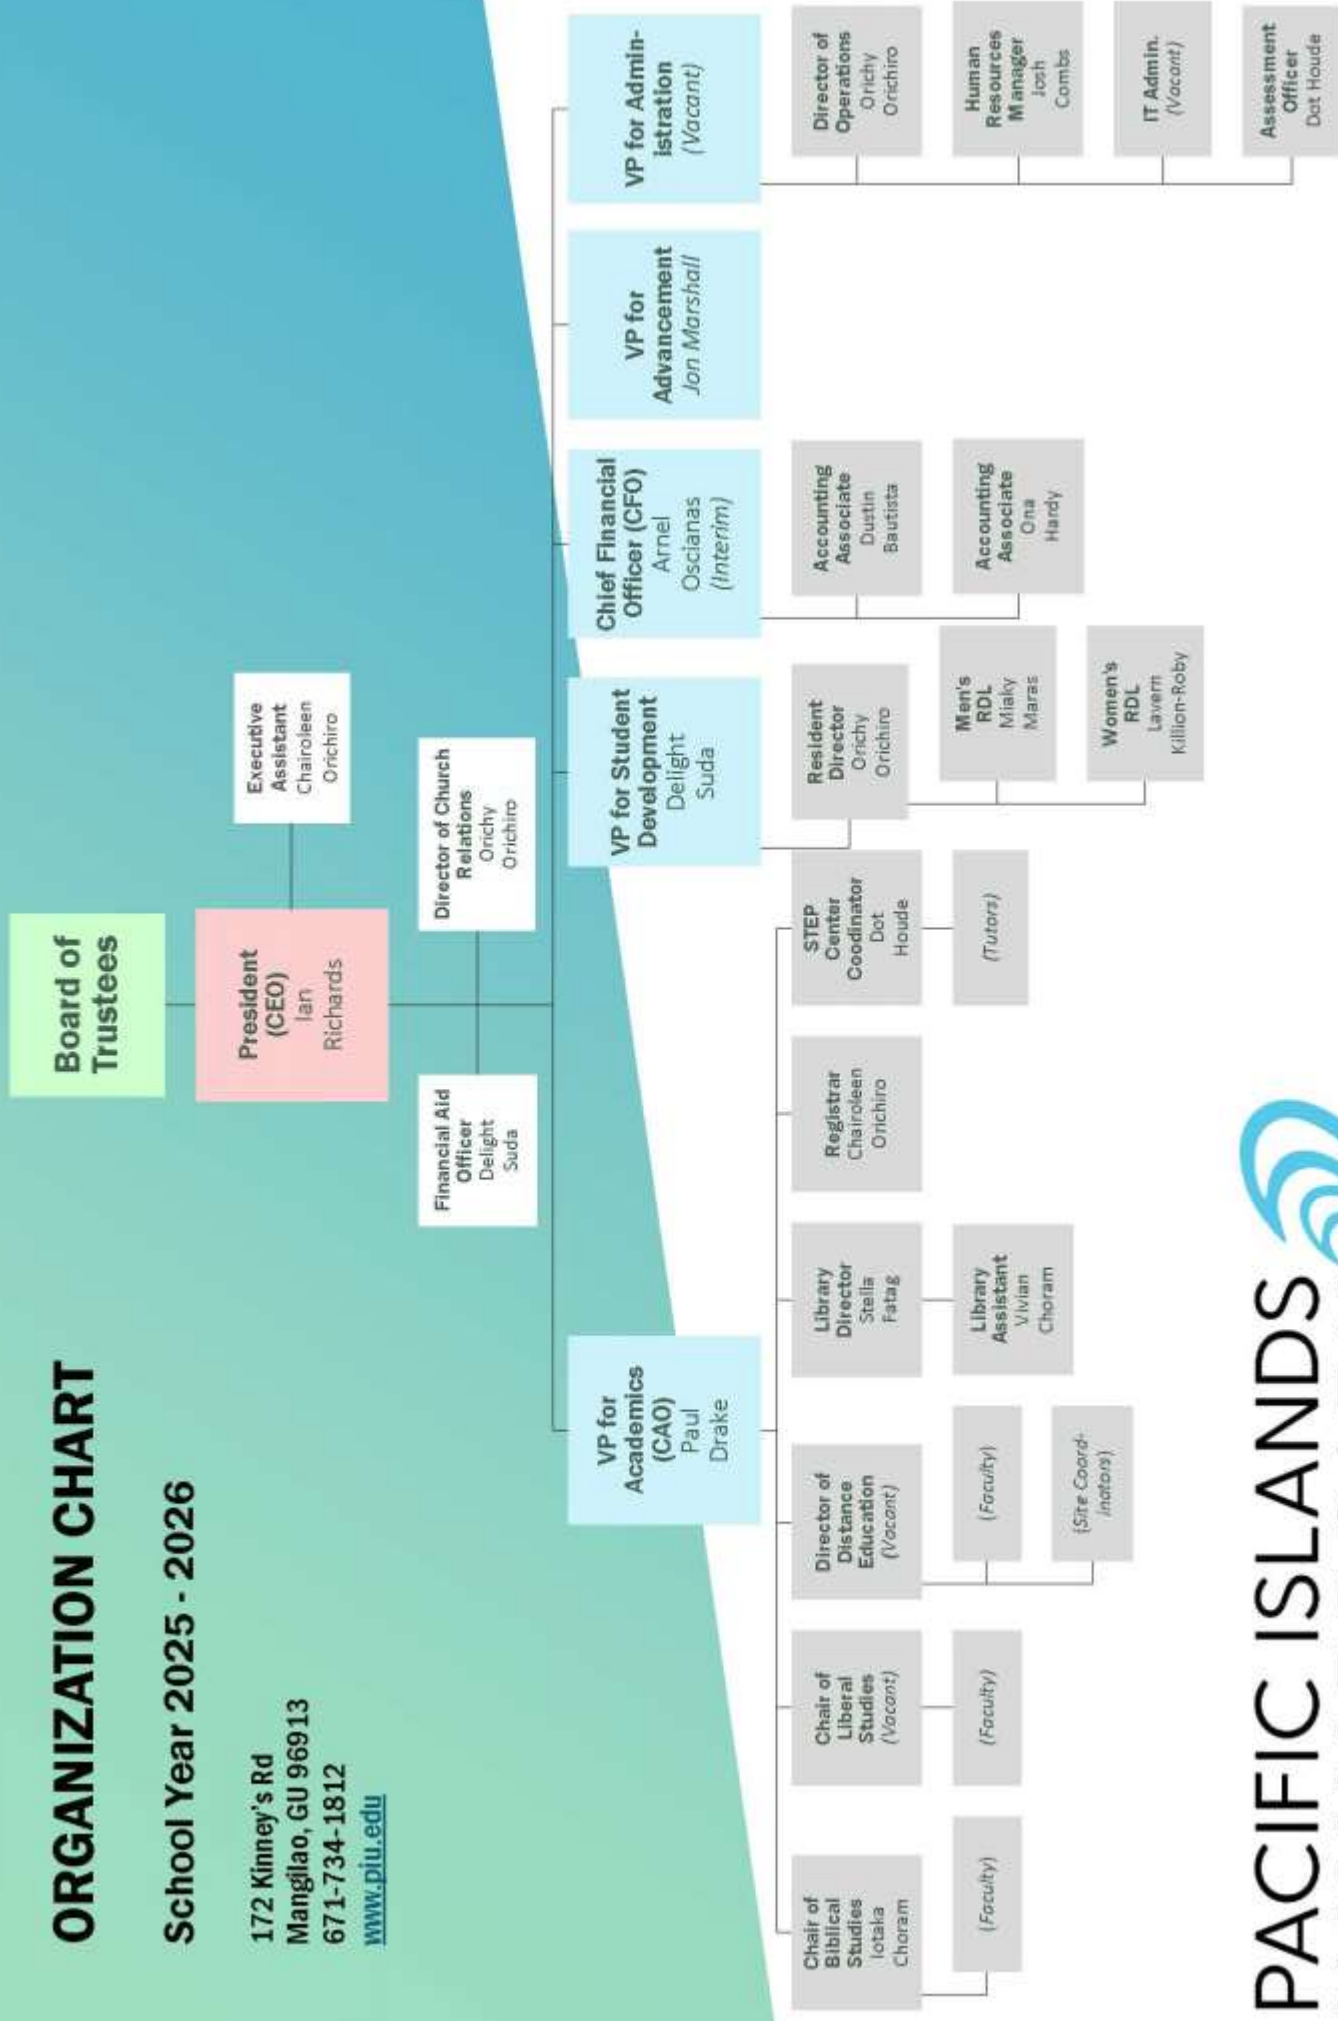 ORGANIZATION CHART
School Year 2025 - 2026
172 Kinney's Rd
Mangilao, GU 96913
671-734-1812
www.piu.edu
Board of
Trustees
President
(CEO)
Ian
Richards
Executive
Assistant
Chairoleen
Orichiro
Financial Aid
Officer
Delight
Suda
Director of Church
Relations
Orichy
Orichiro
VP for
Academics
(CAO)
Paul
Drake
VP for Student
Development
Delight
Suda
Chief Financial
Officer (CFO)
Arnel
Oscianas
(Interim)
VP for
Advancement
Jon Marshall
VP for Admin-
istration
(Vacant)
Chair of
Biblical
Studies
Iotaka
Choram
(Faculty)
Chair of
Liberal
Studies
(Vacant)
(Faculty)
Director of
Distance
Education
(Vacant)
(Faculty)
(Site Coord-
inators)
Library
Director
Stella
Fatag
Library
Assistant
Vivian
Choram
Registrar
Chairoleen
Orichiro
STEP
Center
Coodinator
Dot
Houde
(Tutors)
Resident
Director
Orichy
Orichiro
Men's
RDL
Miaky
Maras
Women's
RDL
Lavern
Killion-Roby
Accounting
Associate
Dustin
Bautista
Accounting
Associate
Ona
Hardy
Director of
Operations
Orichy
Orichiro
Human
Resources
Manager
Josh
Combs
IT Admin.
(Vacant)
Assessment
Officer
Dot Houde
PACIFIC ISLANDS